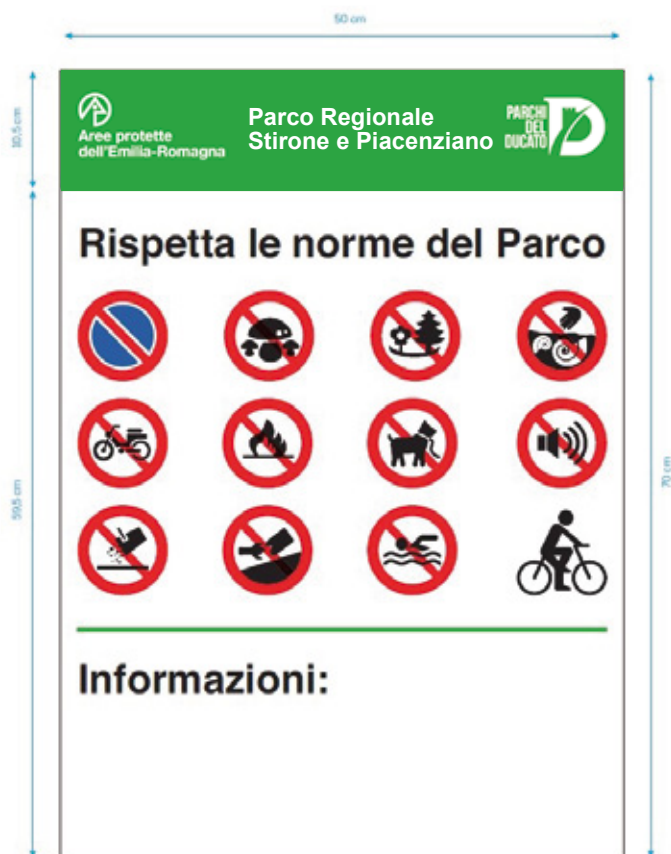 50 cm
10,5 cm
Aree protette
dell'Emilia-Romagna
Parco Regionale
Stirone e Piacenziano
PARCHI
DEL
DUCATO
Rispetta le norme del Parco
59,5 cm
70 cm
Informazioni: